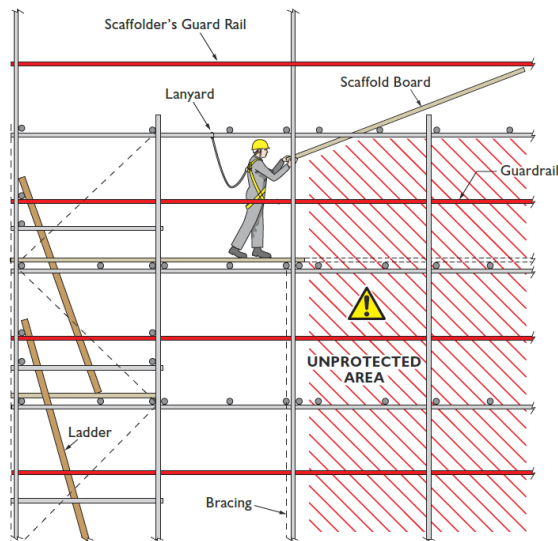 Scaffolder's Guard Rail
Scaffold Board
Lanyard
Guardrail
UNPROTECTED
AREA
Ladder
Bracing